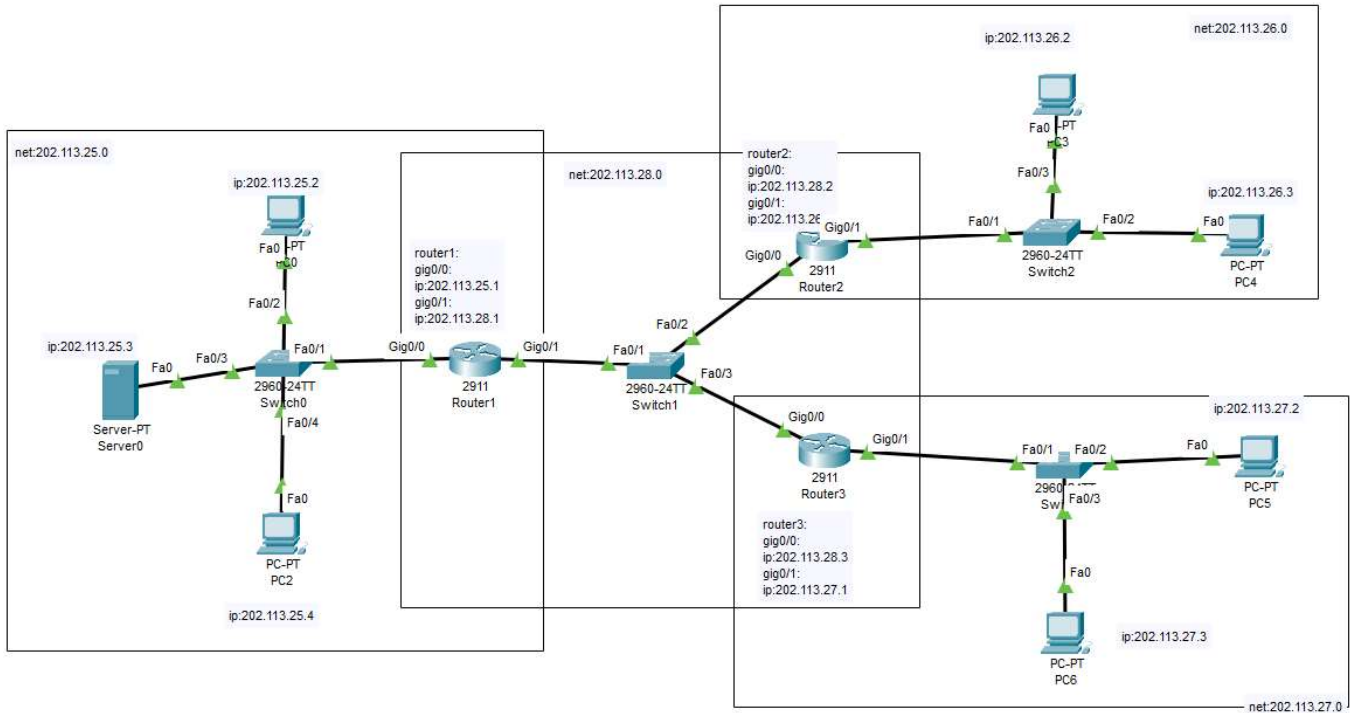 net:202.113.25.0
ip:202.113.25.2
Fa0
-PT
Fa0/2
ip:202.113.25.3
Fa0
Fa0/3
Fa0/1
2960-24TT
Switch0
Server-PT
Server0
Fa0/4
Fa0
PC-PT
PC2
ip:202.113.25.4
net:202.113.28.0
router1:
gig0/0:
ip:202.113.25.1
gig0/1:
ip:202.113.28.1
Gig0/0
Gig0/1
2911
Router1
Fa0/1
Fa0/2
Fa0/3
2960-24TT
Switch1
router2:
gig0/0:
ip:202.113.28.2
gig0/1:
ip:202.113.26
Gig0/1
Gig0/0
2911
Router2
net:202.113.26.0
ip:202.113.26.2
Fa0
-PT
Fa0/3
ip:202.113.26.3
Fa0/1
Fa0/2
Fa0
2960-24TT
Switch2
PC-PT
PC4
Gig0/0
Gig0/1
2911
Router3
router3:
gig0/0:
ip:202.113.28.3
gig0/1:
ip:202.113.27.1
ip:202.113.27.2
Fa0/1
Fa0/2
Fa0
Fa0/3
PC-PT
PC5
Fa0
ip:202.113.27.3
PC-PT
PC6
net:202.113.27.0